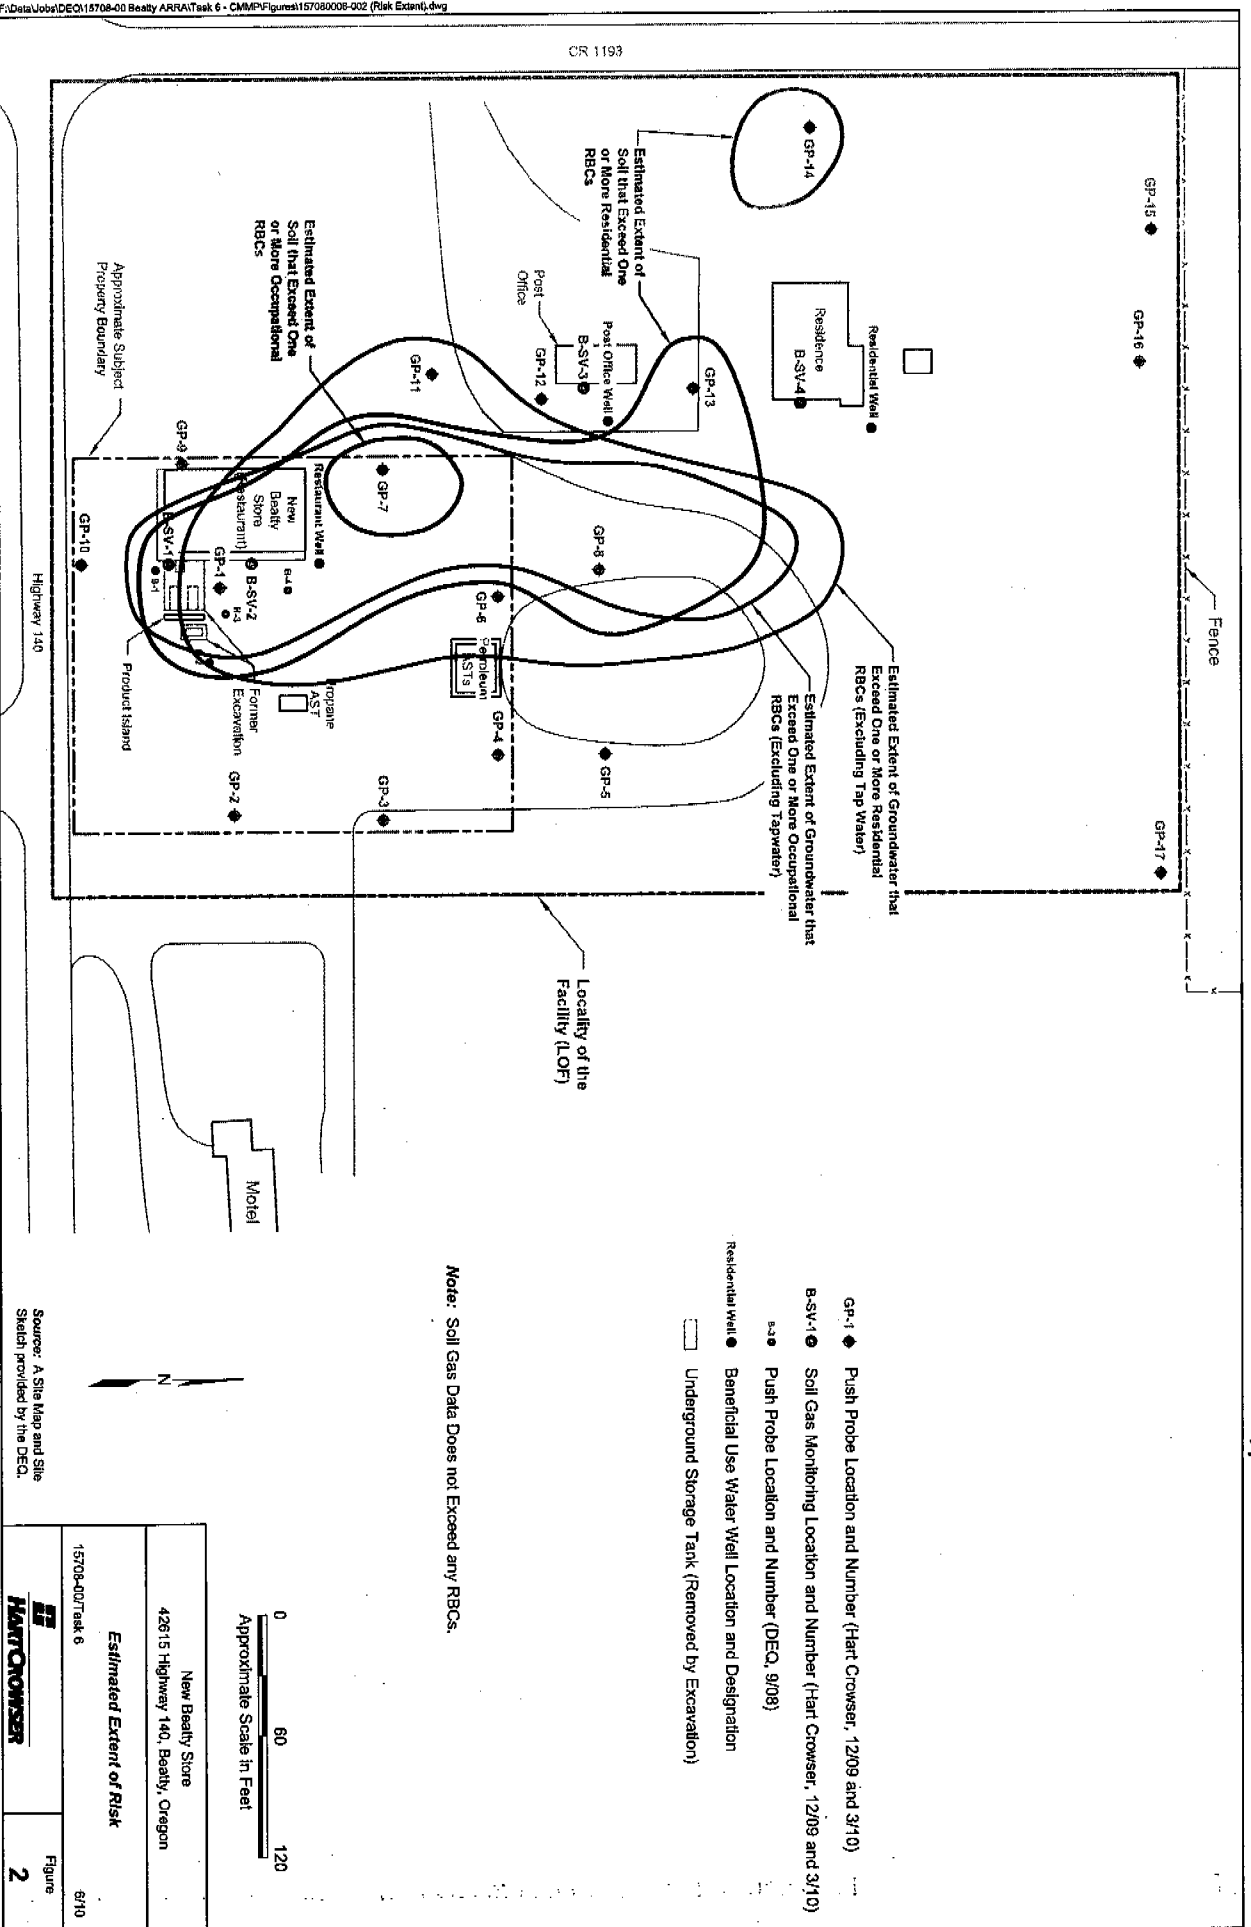 F:\Data\Jobs\DEQ\15708-00 Beatty ARRA\Task 6 - CMMP\Figures\157080006-002 (Risk Extent).dwg
CR 1193
GP-15
GP-16
GP-17
Fence
GP-14
Estimated Extent of
Soil that Exceed One
or More Residential
RBCs
Residential Well
Residence
B-SV-4
GP-13
Post
Office
Post Office Well
B-SV-3
GP-12
GP-11
Estimated Extent of
Soil that Exceed One
or More Occupational
RBCs
Approximate Subject
Property Boundary
GP-9
GP-10
GP-7
Restaurant Well
New
Beatty
Store
(Restaurant)
B-SV-1
B-1
GP-1
B-SV-2
B-4
B-3
GP-8
GP-6
Petroleum
ASTs
GP-4
GP-5
GP-3
GP-2
Propane
AST
Former
Excavation
Product Island
Highway 140
Estimated Extent of Groundwater that
Exceed One or More Residential
RBCs (Excluding Tap Water)
Estimated Extent of Groundwater that
Exceed One or More Occupational
RBCs (Excluding Tapwater)
Locality of the
Facility (LOF)
Motel
GP-1 Push Probe Location and Number (Hart Crowser, 12/09 and 3/10)
B-SV-1 Soil Gas Monitoring Location and Number (Hart Crowser, 12/09 and 3/10)
B-3 Push Probe Location and Number (DEQ, 9/08)
Residential Well Beneficial Use Water Well Location and Designation
Underground Storage Tank (Removed by Excavation)
Note: Soil Gas Data Does not Exceed any RBCs.
N
0 60 120
Approximate Scale in Feet
Source: A Site Map and Site
Sketch provided by the DEQ.
New Beatty Store
42615 Highway 140, Beatty, Oregon
Estimated Extent of Risk
15708-00/Task 6 6/10
HARTCROWSER
Figure
2